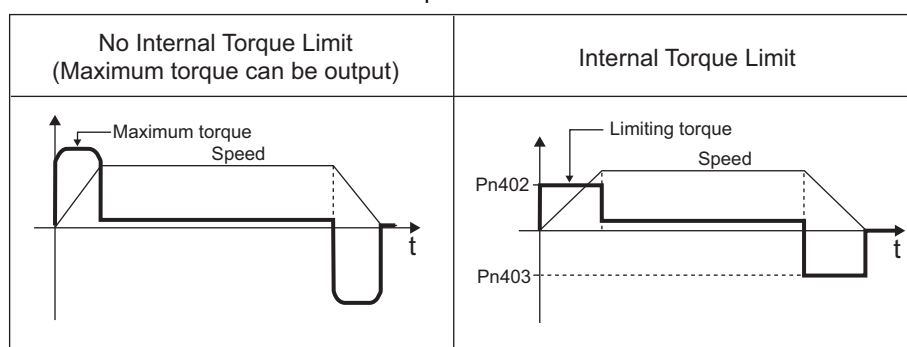 No Internal Torque Limit
(Maximum torque can be output)
Internal Torque Limit
Maximum torque
Speed
t
Limiting torque
Speed
Pn402
t
Pn403